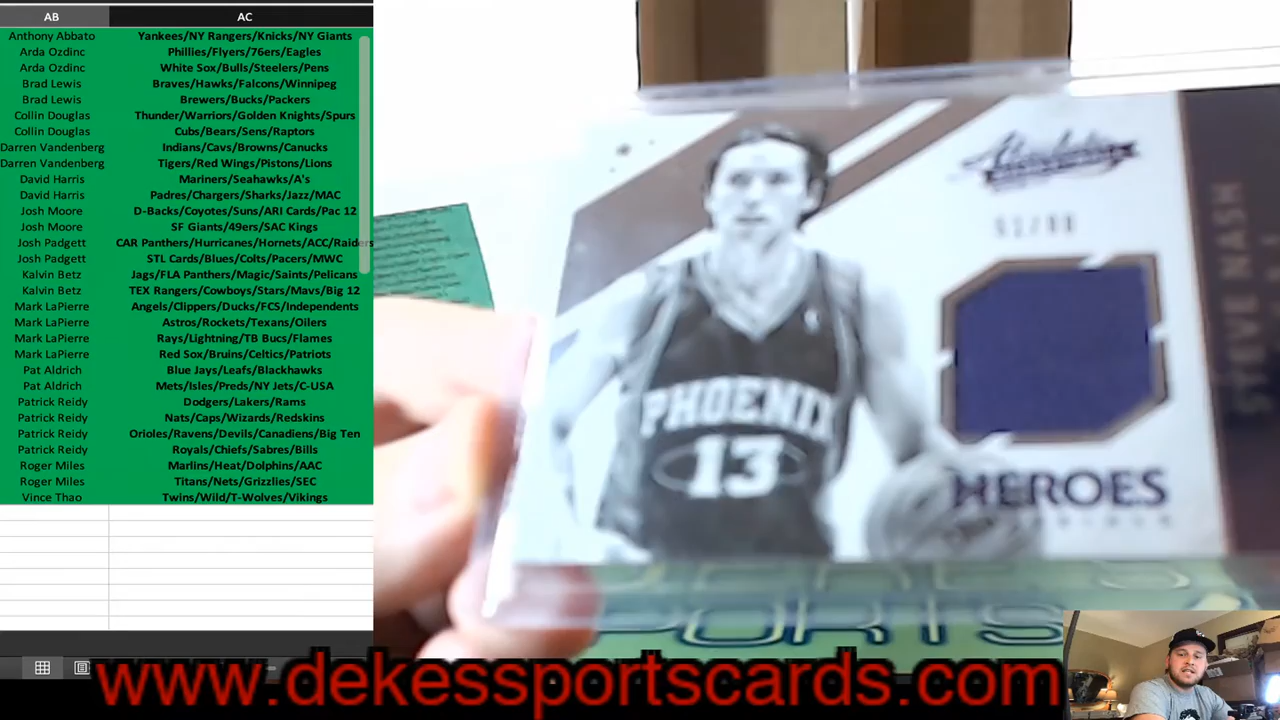 AB AC
Anthony Abbato Yankees/NY Rangers/Knicks/NY Giants
Arda Ozdinc Phillies/Flyers/76ers/Eagles
Arda Ozdinc White Sox/Bulls/Steelers/Pens
Brad Lewis Braves/Hawks/Falcons/Winnipeg
Brad Lewis Brewers/Bucks/Packers
Collin Douglas Thunder/Warriors/Golden Knights/Spurs
Collin Douglas Cubs/Bears/Sens/Raptors
Darren Vandenberg Indians/Cavs/Browns/Canucks
Darren Vandenberg Tigers/Red Wings/Pistons/Lions
David Harris Mariners/Seahawks/A's
David Harris Padres/Chargers/Sharks/Jazz/MAC
Josh Moore D-Backs/Coyotes/Suns/ARI Cards/Pac 12
Josh Moore SF Giants/49ers/SAC Kings
Josh Padgett CAR Panthers/Hurricanes/Hornets/ACC/Raiders
Josh Padgett STL Cards/Blues/Colts/Pacers/MWC
Kalvin Betz Jags/FLA Panthers/Magic/Saints/Pelicans
Kalvin Betz TEX Rangers/Cowboys/Stars/Mavs/Big 12
Mark LaPierre Angels/Clippers/Ducks/FCS/Independents
Mark LaPierre Astros/Rockets/Texans/Oilers
Mark LaPierre Rays/Lightning/TB Bucs/Flames
Mark LaPierre Red Sox/Bruins/Celtics/Patriots
Pat Aldrich Blue Jays/Leafs/Blackhawks
Pat Aldrich Mets/Isles/Preds/NY Jets/C-USA
Patrick Reidy Dodgers/Lakers/Rams
Patrick Reidy Nats/Caps/Wizards/Redskins
Patrick Reidy Orioles/Ravens/Devils/Canadiens/Big Ten
Patrick Reidy Royals/Chiefs/Sabres/Bills
Roger Miles Marlins/Heat/Dolphins/AAC
Roger Miles Titans/Nets/Grizzlies/SEC
Vince Thao Twins/Wild/T-Wolves/Vikings
Absolute
STEVE NASH
PHOENIX
13
HEROES
SPORTS
www.dekessportscards.com